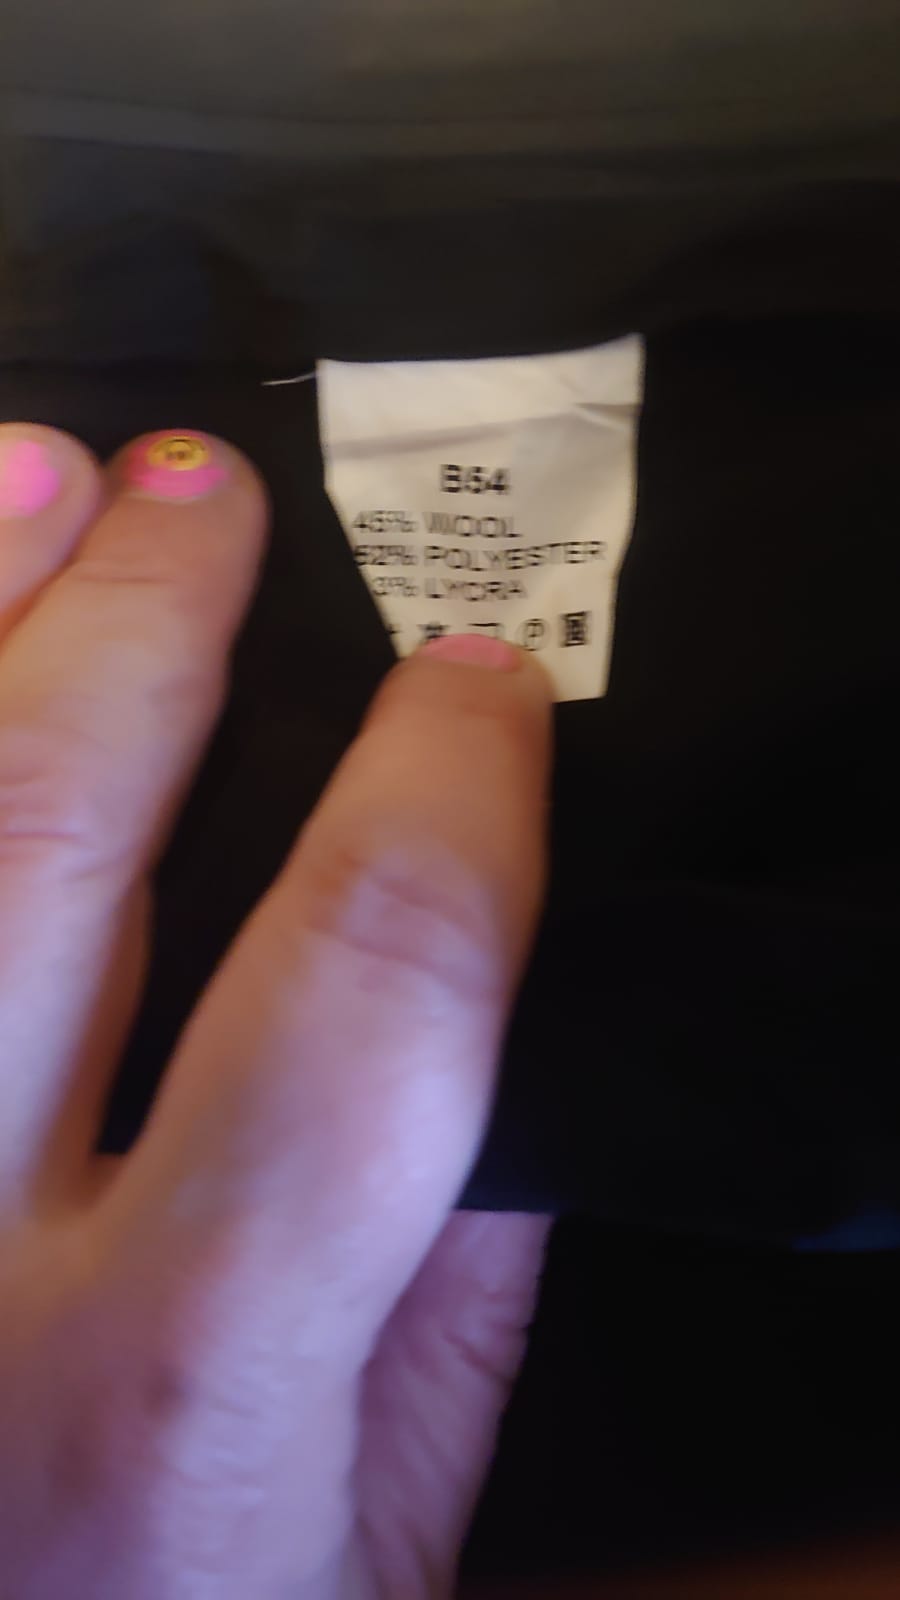 B54
45% WOOL
52% POLYESTER
3% LYCRA